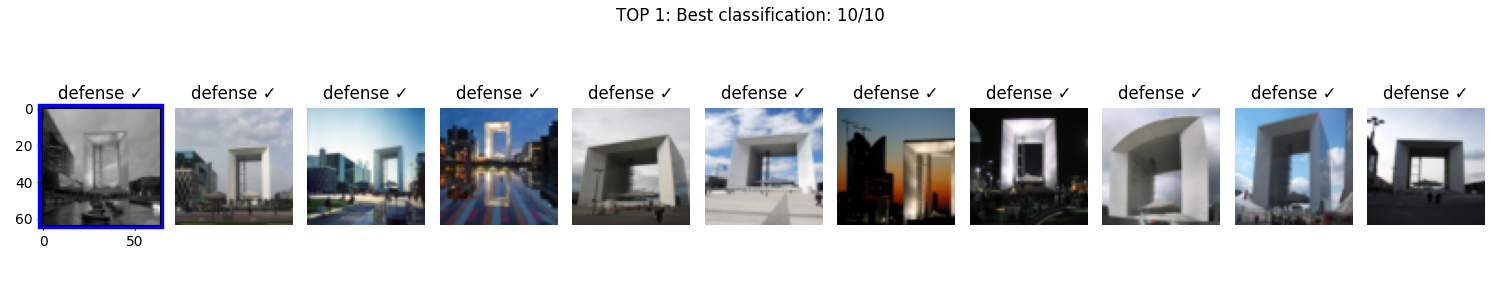 TOP 1: Best classification: 10/10
defense ✓ defense ✓ defense ✓ defense ✓ defense ✓ defense ✓ defense ✓ defense ✓ defense ✓ defense ✓ defense ✓
0
20
40
60
0 50